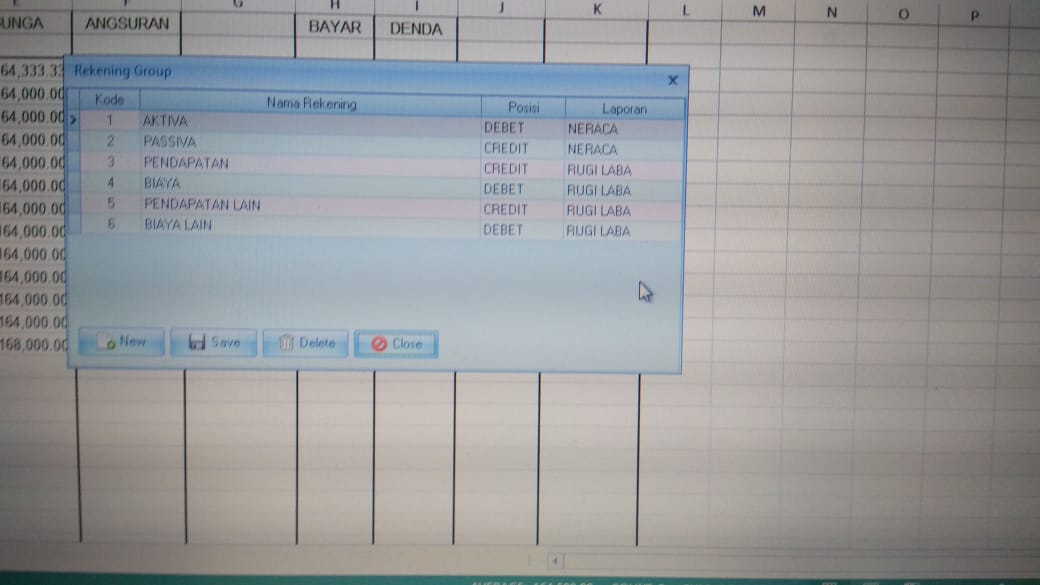 E F G H I J K L M N O P
UNGA ANGSURAN BAYAR DENDA
Rekening Group
Kode Nama Rekening Posisi Laporan
1 AKTIVA DEBET NERACA
2 PASSIVA CREDIT NERACA
3 PENDAPATAN CREDIT RUGI LABA
4 BIAYA DEBET RUGI LABA
5 PENDAPATAN LAIN CREDIT RUGI LABA
6 BIAYA LAIN DEBET RUGI LABA
New Save Delete Close
64,333.33
64,000.00
64,000.00
64,000.00
64,000.00
64,000.00
64,000.00
64,000.00
164,000.00
164,000.00
164,000.00
164,000.00
168,000.00